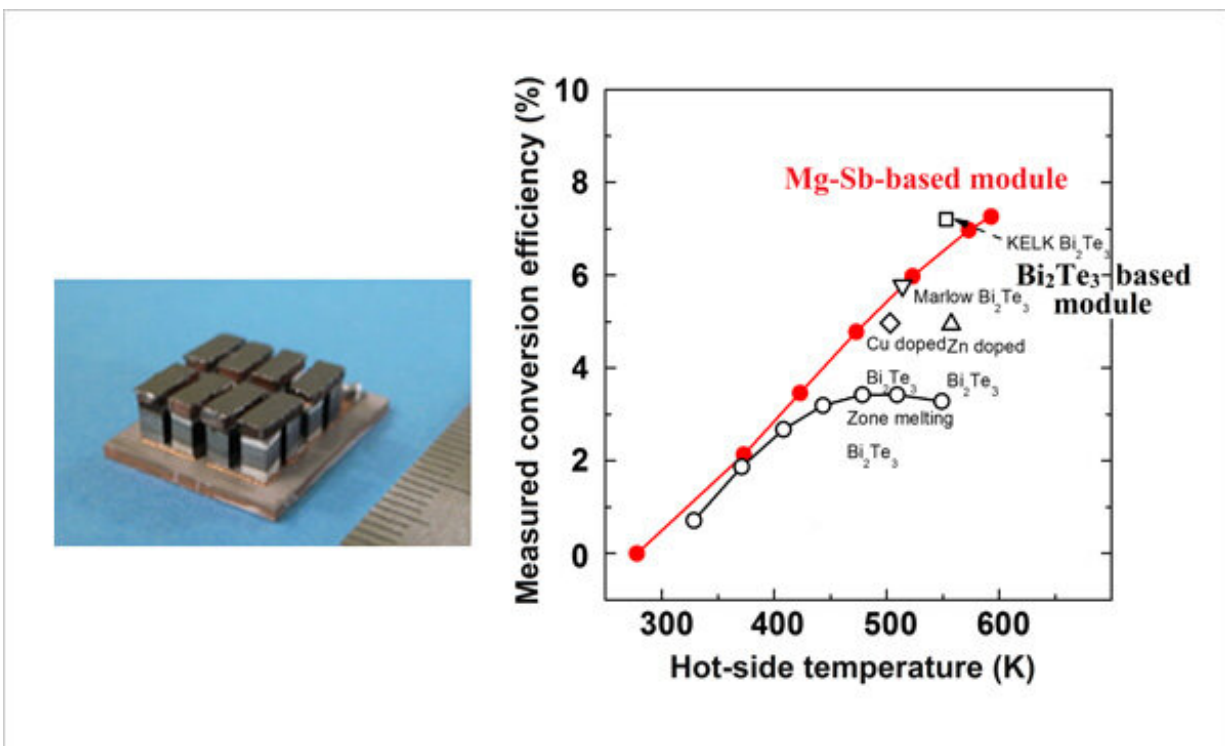 Measured conversion efficiency (%)
10
8
6
4
2
0
Mg-Sb-based module
KELK Bi₂Te₃
Bi₂Te₃-based
module
Marlow Bi₂Te₃
Cu doped
Bi₂Te₃
Zn doped
Bi₂Te₃
Zone melting
Bi₂Te₃
300 400 500 600
Hot-side temperature (K)